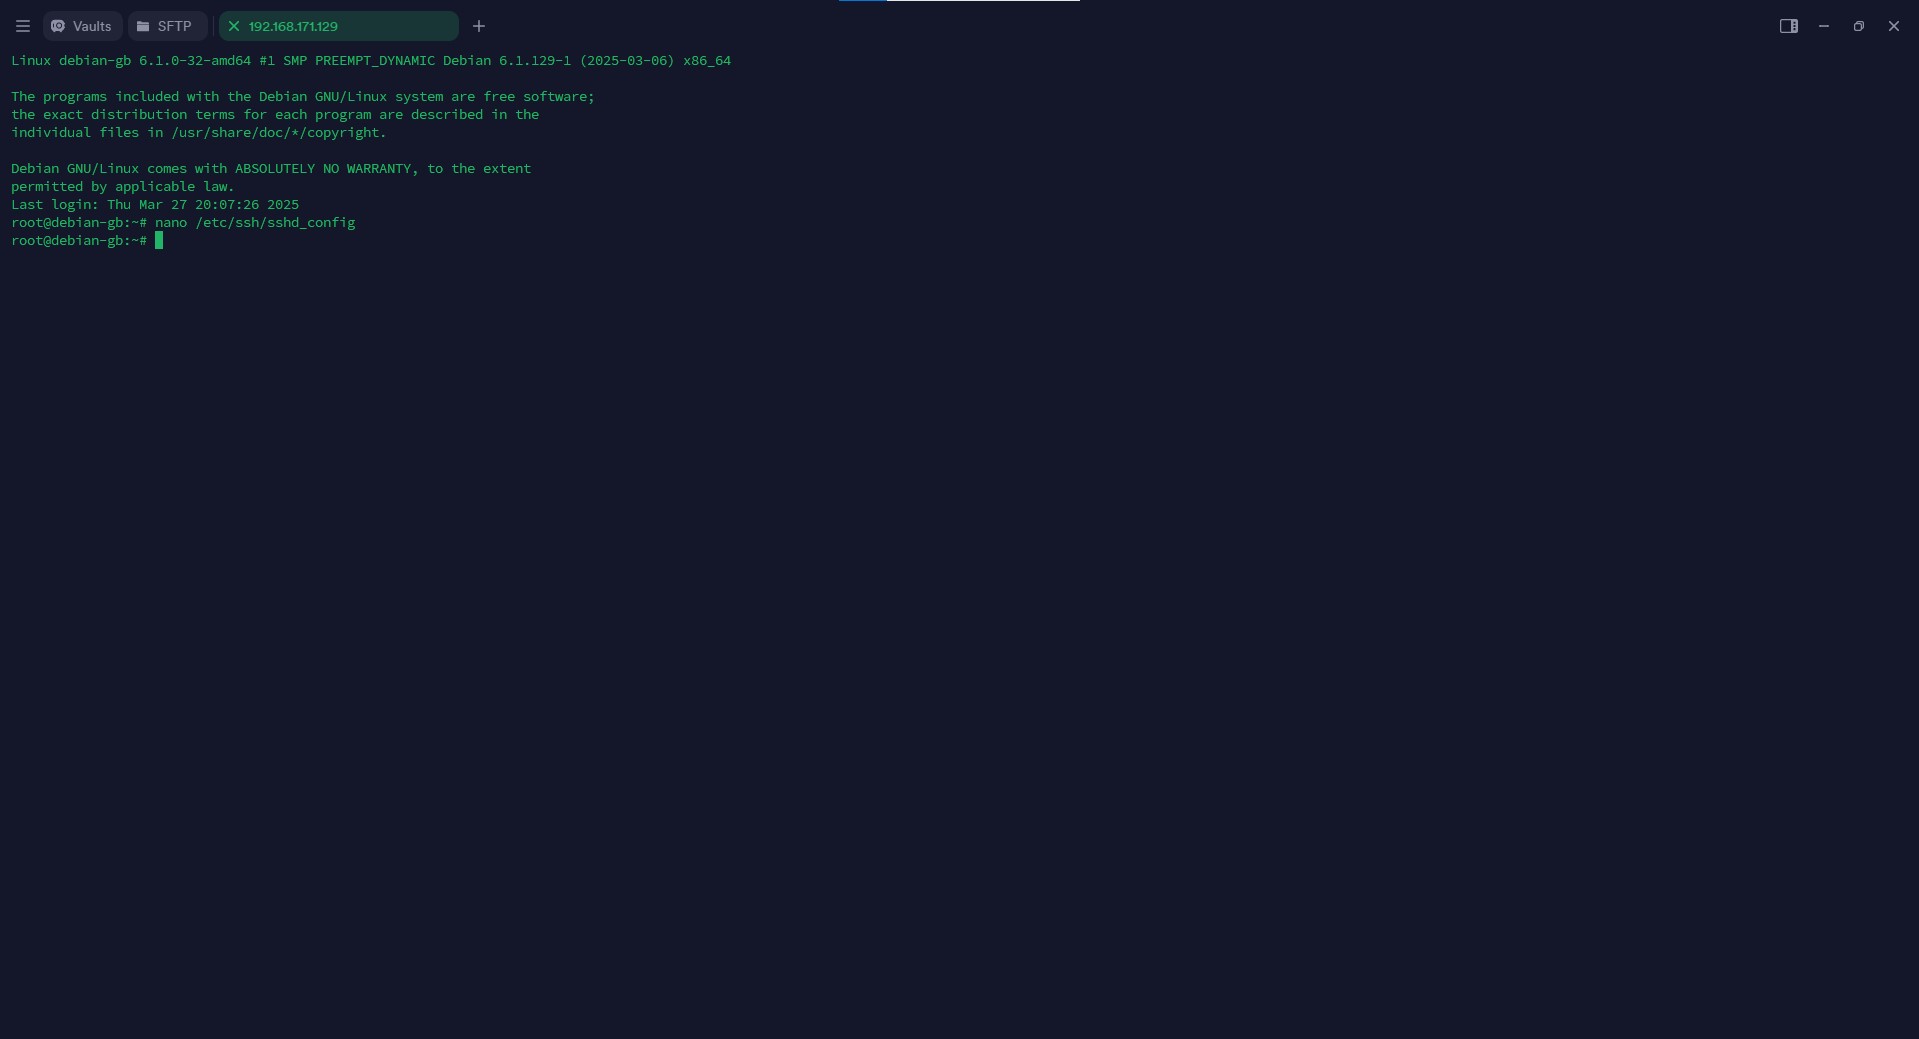 Vaults SFTP 192.168.171.129
Linux debian-gb 6.1.0-32-amd64 #1 SMP PREEMPT_DYNAMIC Debian 6.1.129-1 (2025-03-06) x86_64
The programs included with the Debian GNU/Linux system are free software;
the exact distribution terms for each program are described in the
individual files in /usr/share/doc/*/copyright.
Debian GNU/Linux comes with ABSOLUTELY NO WARRANTY, to the extent
permitted by applicable law.
Last login: Thu Mar 27 20:07:26 2025
root@debian-gb:~# nano /etc/ssh/sshd_config
root@debian-gb:~#